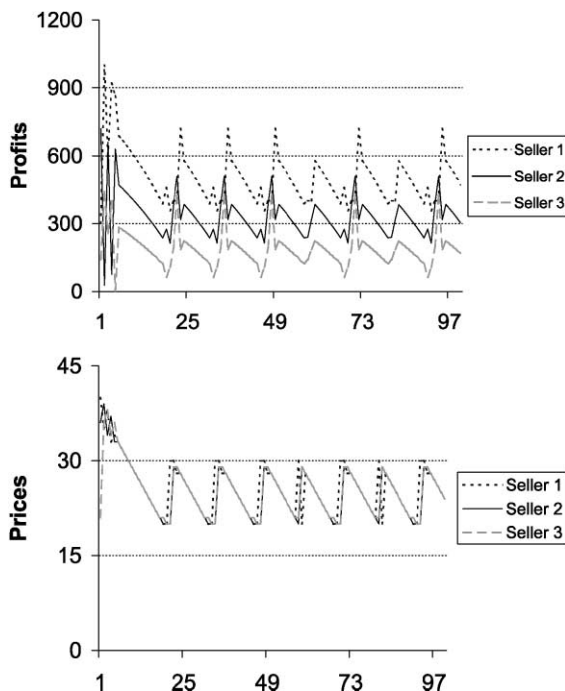 1200
900
600
300
0
Profits
Seller 1
Seller 2
Seller 3
1 25 49 73 97
45
30
15
0
Prices
Seller 1
Seller 2
Seller 3
1 25 49 73 97